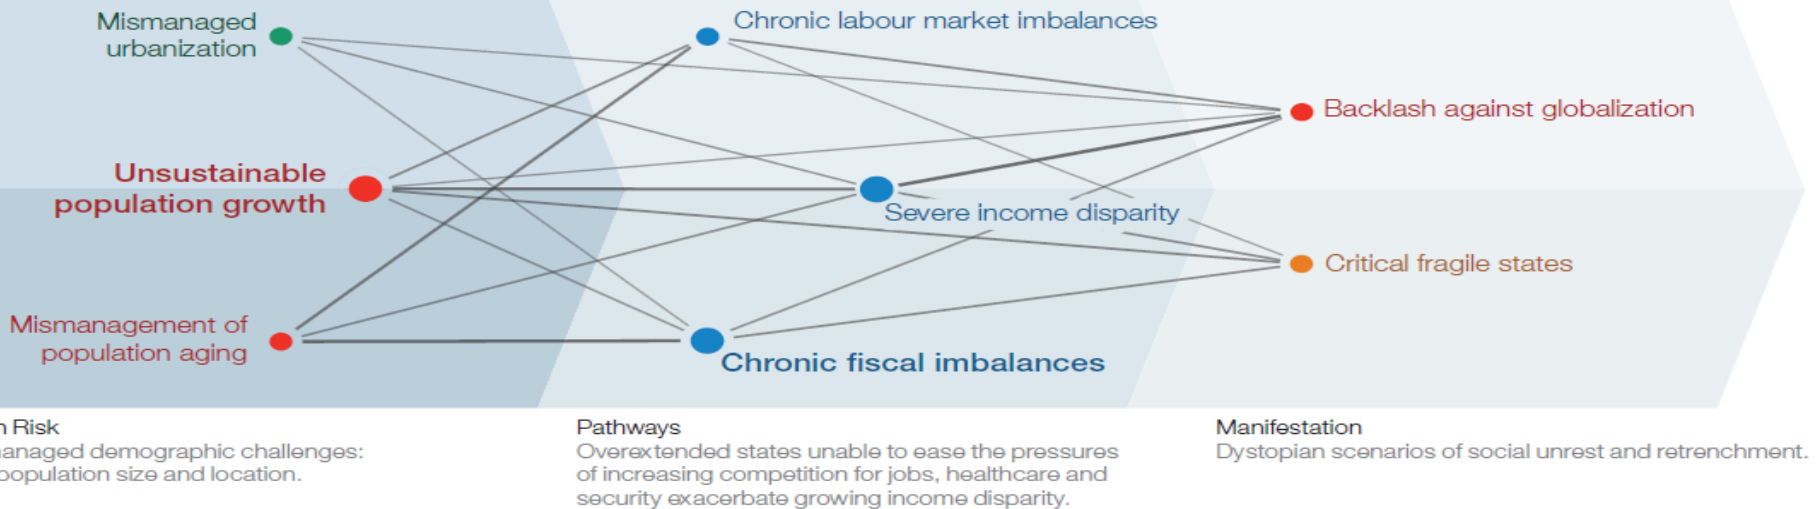 Mismanaged
urbanization
Chronic labour market imbalances
Backlash against globalization
Unsustainable
population growth
Severe income disparity
Critical fragile states
Mismanagement of
population aging
Chronic fiscal imbalances
Risk
managed demographic challenges:
population size and location.
Pathways
Overextended states unable to ease the pressures
of increasing competition for jobs, healthcare and
security exacerbate growing income disparity.
Manifestation
Dystopian scenarios of social unrest and retrenchment.